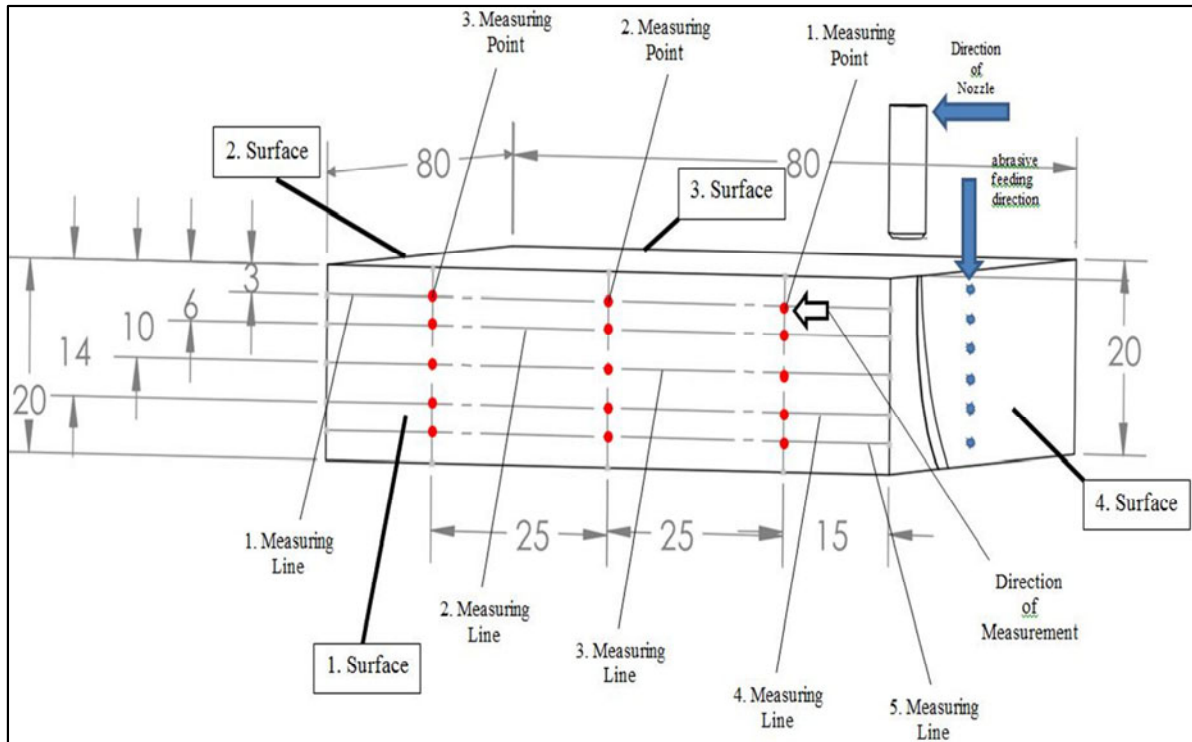 3. Measuring
Point
2. Measuring
Point
1. Measuring
Point
Direction
of
Nozzle
2. Surface
80
3. Surface
80
abrasive
feeding
direction
3
6
10
14
20
20
25
25
15
1. Measuring
Line
2. Measuring
Line
3. Measuring
Line
4. Measuring
Line
5. Measuring
Line
Direction
of
Measurement
1. Surface
4. Surface